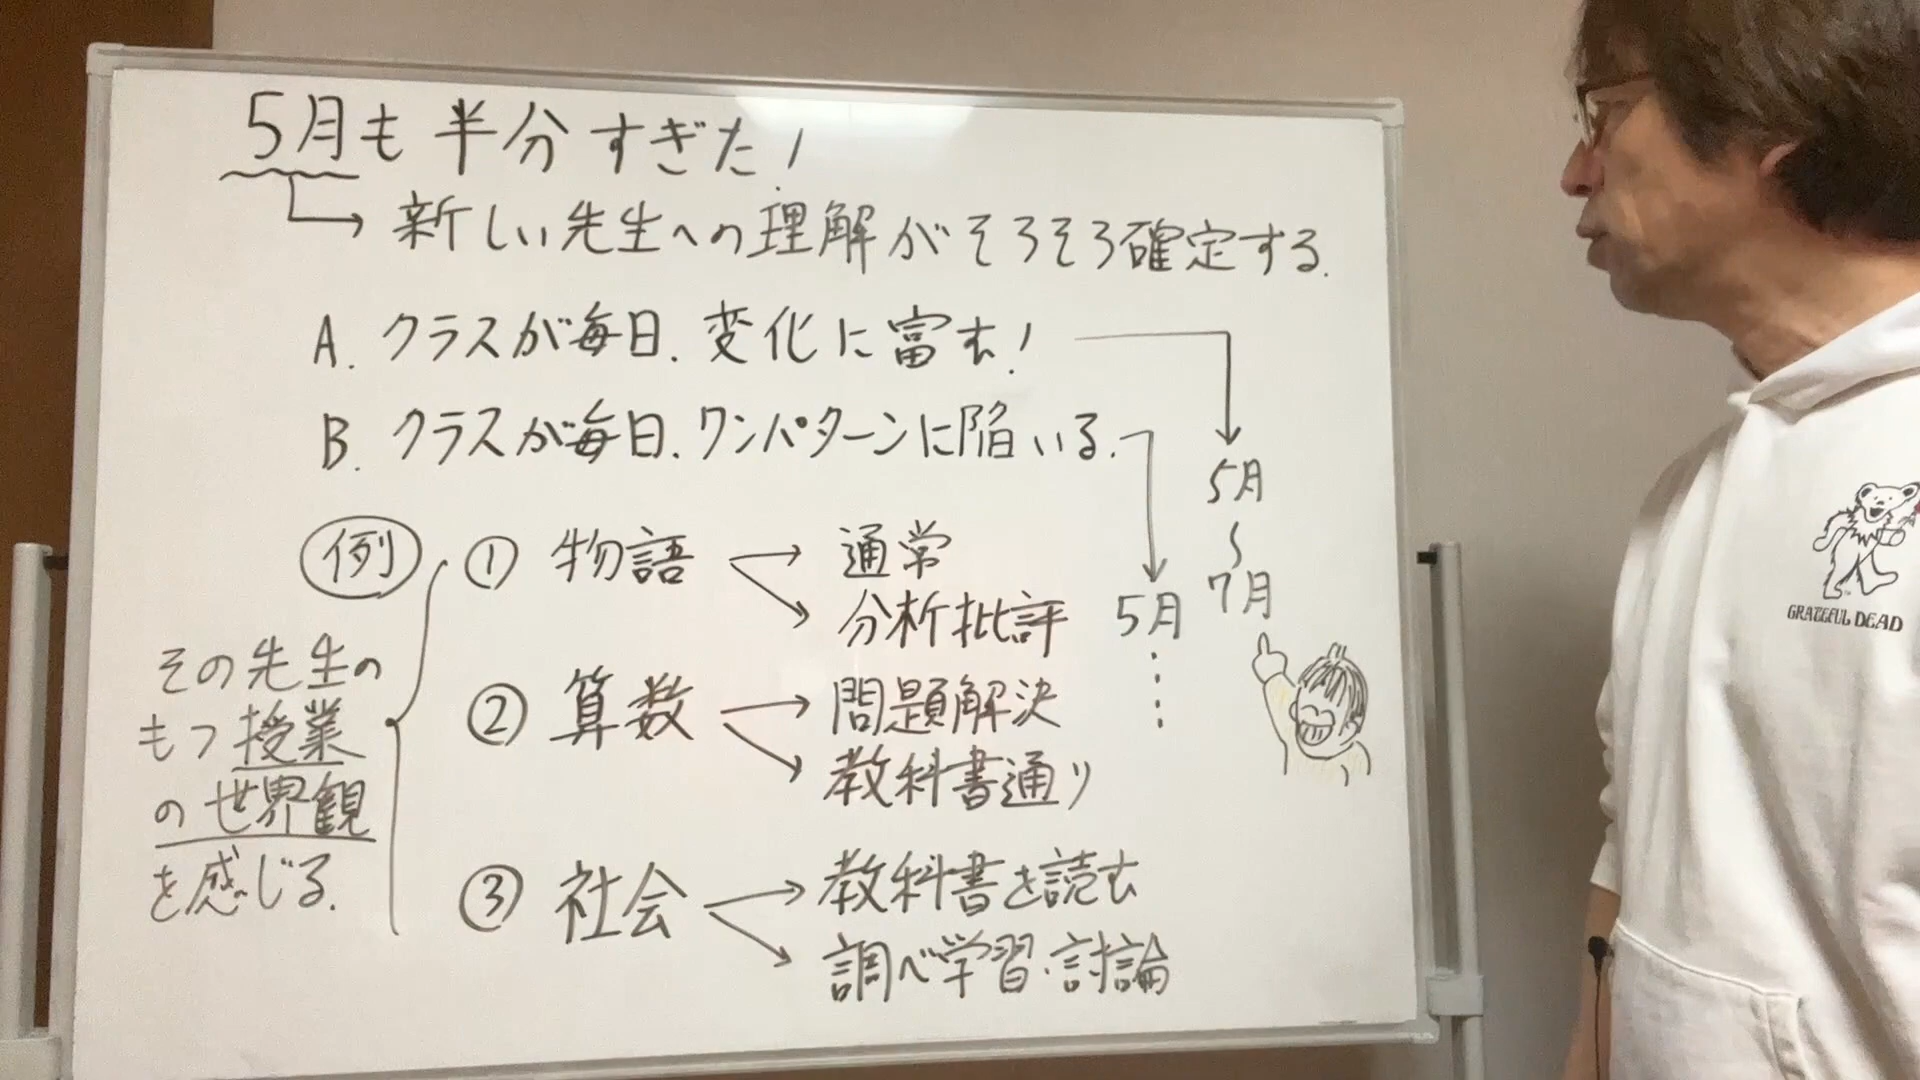 5月も半分すぎた!
新しい先生への理解がそろそろ確定する.
A. クラスが毎日.変化に富む!
B. クラスが毎日.ワンパターンに陥いる.
5月
〜
7月
5月
⋮
例
① 物語
通常
分析批評
② 算数
問題解決
教科書通り
③ 社会
教科書を読む
調べ学習・討論
その先生の
もつ授業
の世界観
を感じる.
GRATEFUL DEAD